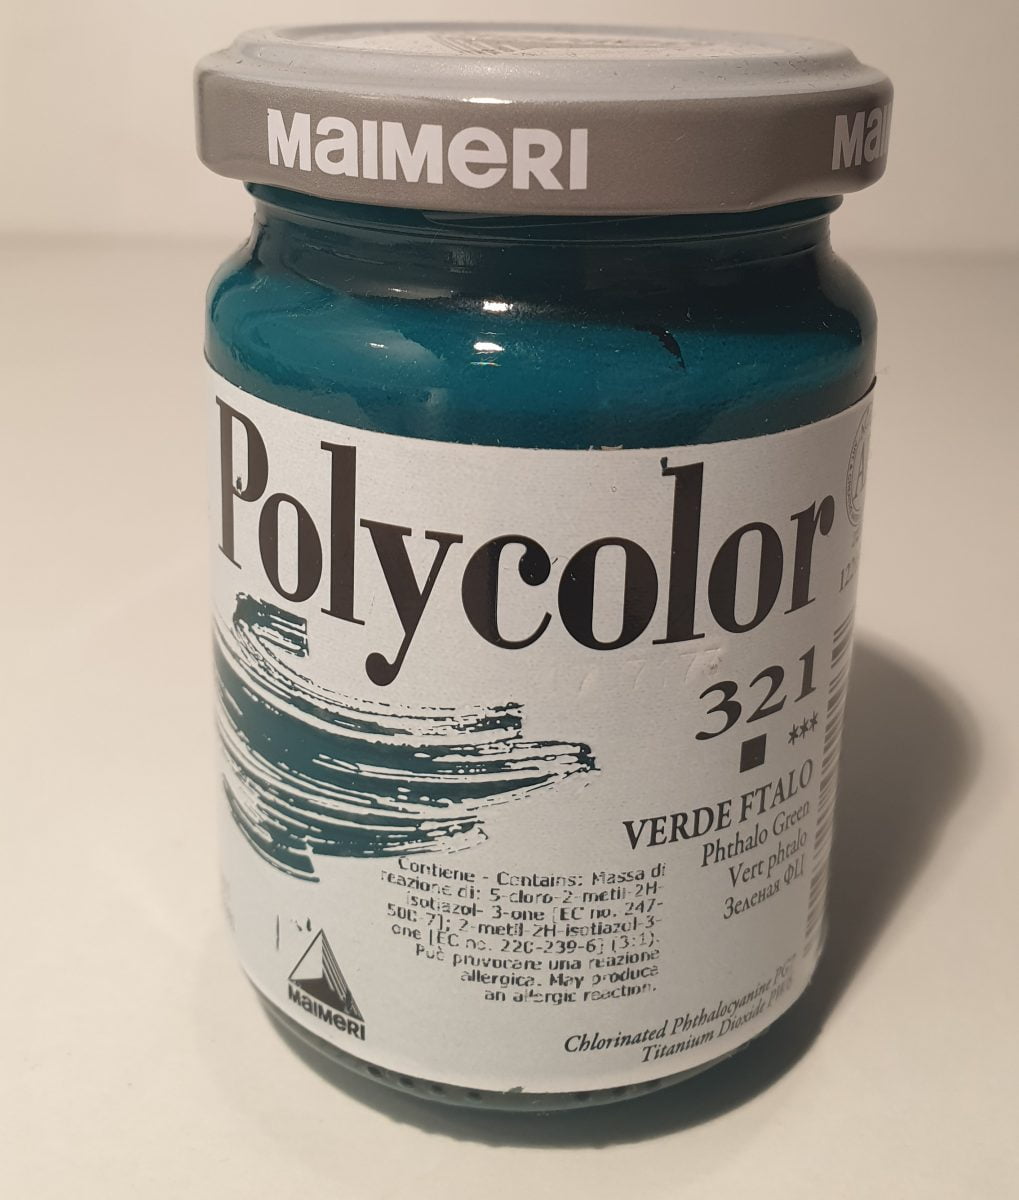 MaIMERI
Polycolor
321
***
VERDE FTALO
Phthalo Green
Vert phtalo
Зеленая ФЦ
Contiene - Contains: Massa di
reazione di: 5-cloro-2-metil-2H-
isotiazol- 3-one [EC no. 247-
500-7]; 2-metil-2H-isotiazol-3-
one [EC no. 220-239-6] (3:1).
Può provocare una reazione
allergica. May produce
an allergic reaction.
MaIMERI
Chlorinated Phthalocyanine PG7
Titanium Dioxide PW6